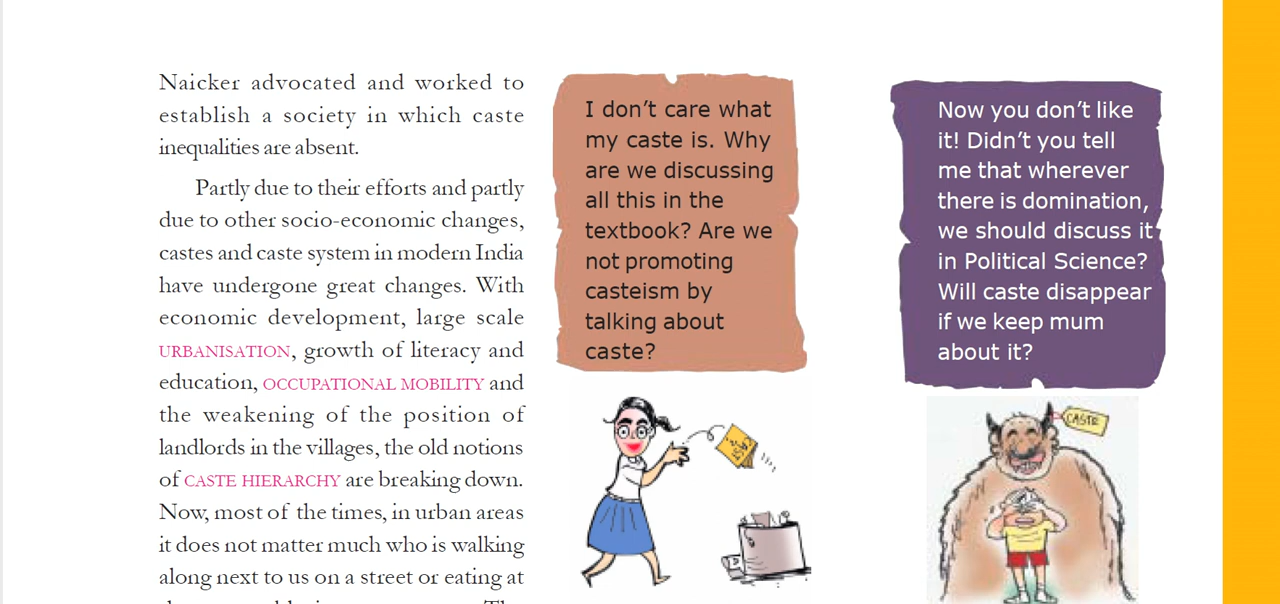 Naicker advocated and worked to
establish a society in which caste
inequalities are absent.
Partly due to their efforts and partly
due to other socio-economic changes,
castes and caste system in modern India
have undergone great changes. With
economic development, large scale
URBANISATION, growth of literacy and
education, OCCUPATIONAL MOBILITY and
the weakening of the position of
landlords in the villages, the old notions
of CASTE HIERARCHY are breaking down.
Now, most of the times, in urban areas
it does not matter much who is walking
along next to us on a street or eating at
I don't care what
my caste is. Why
are we discussing
all this in the
textbook? Are we
not promoting
casteism by
talking about
caste?
Now you don't like
it! Didn't you tell
me that wherever
there is domination,
we should discuss it
in Political Science?
Will caste disappear
if we keep mum
about it?
CASTE